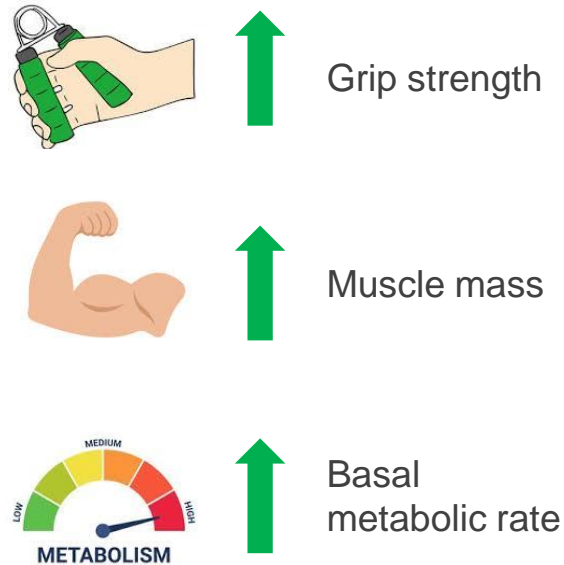 Grip strength
Muscle mass
MEDIUM
LOW
HIGH
METABOLISM
Basal
metabolic rate